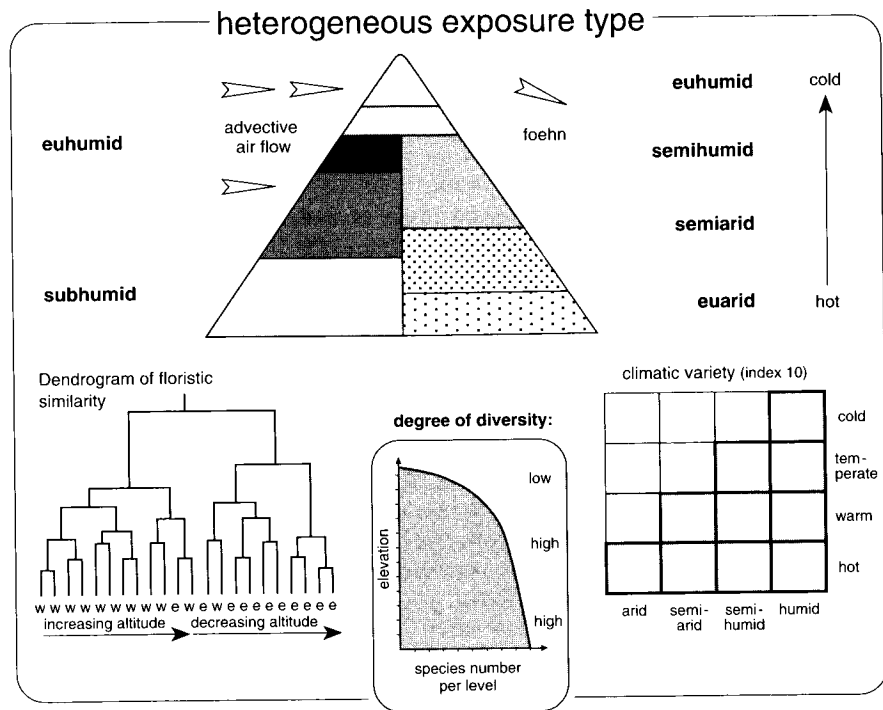 heterogeneous exposure type
euhumid
subhumid
advective
air flow
foehn
euhumid
semihumid
semiarid
euarid
cold
hot
Dendrogram of floristic
similarity
w w w w w w w w w e w e w e e e e e e e e
increasing altitude
decreasing altitude
degree of diversity:
elevation
low
high
high
species number
per level
climatic variety (index 10)
cold
tem-
perate
warm
hot
arid
semi-
arid
semi-
humid
humid